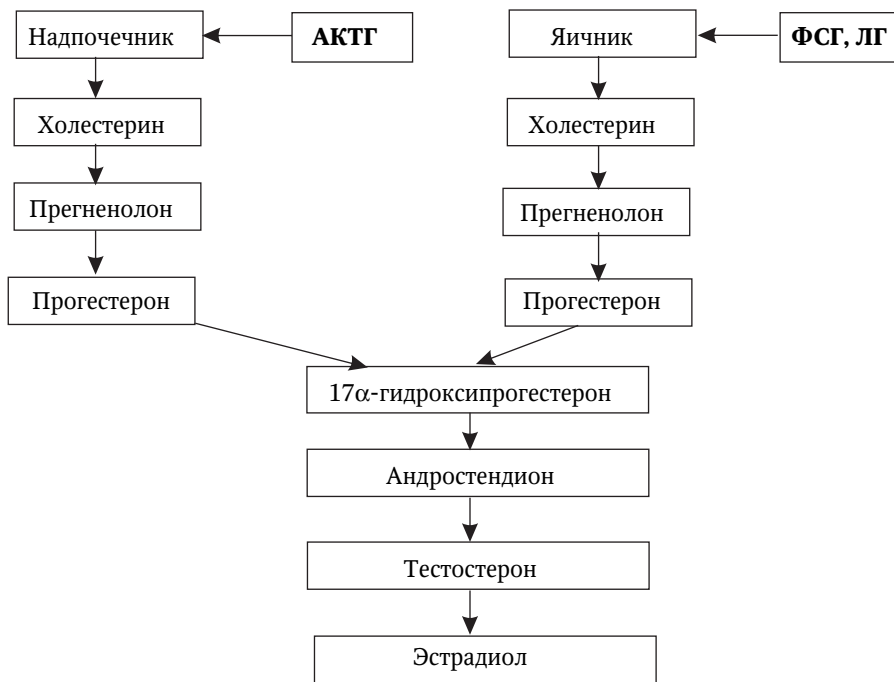 Надпочечник
АКТГ
Яичник
ФСГ, ЛГ
Холестерин
Холестерин
Прегненолон
Прегненолон
Прогестерон
Прогестерон
17α-гидроксипрогестерон
Андростендион
Тестостерон
Эстрадиол